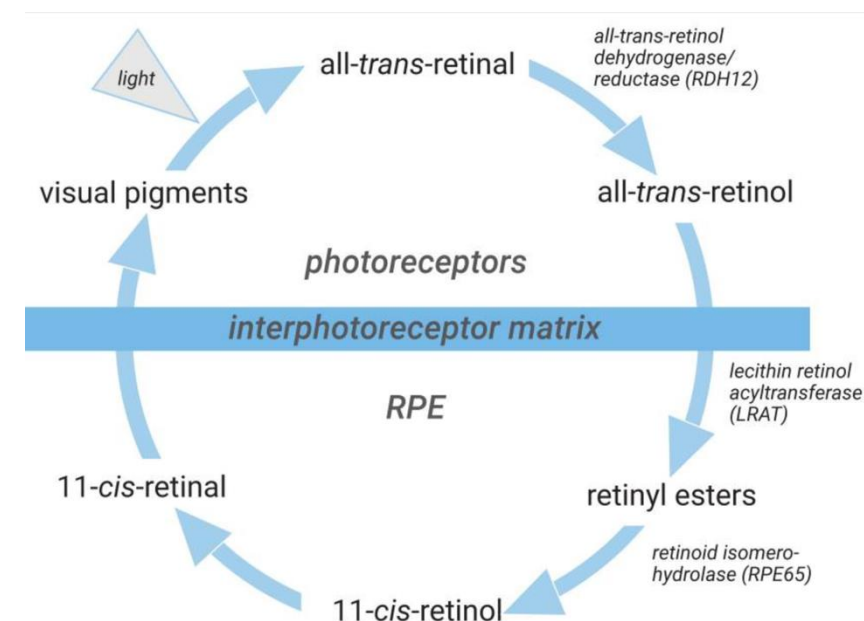 light
all-trans-retinal
all-trans-retinol
dehydrogenase/
reductase (RDH12)
visual pigments
all-trans-retinol
photoreceptors
interphotoreceptor matrix
RPE
lecithin retinol
acyltransferase
(LRAT)
11-cis-retinal
retinyl esters
retinoid isomero-
hydrolase (RPE65)
11-cis-retinol